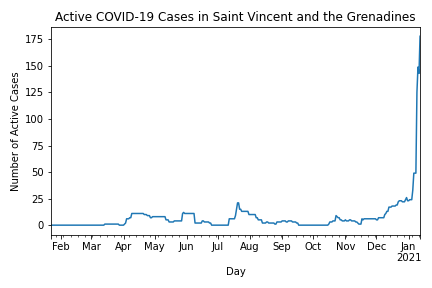 Active COVID-19 Cases in Saint Vincent and the Grenadines
Number of Active Cases
175
150
125
100
75
50
25
0
Feb Mar Apr May Jun Jul Aug Sep Oct Nov Dec Jan
2021
Day